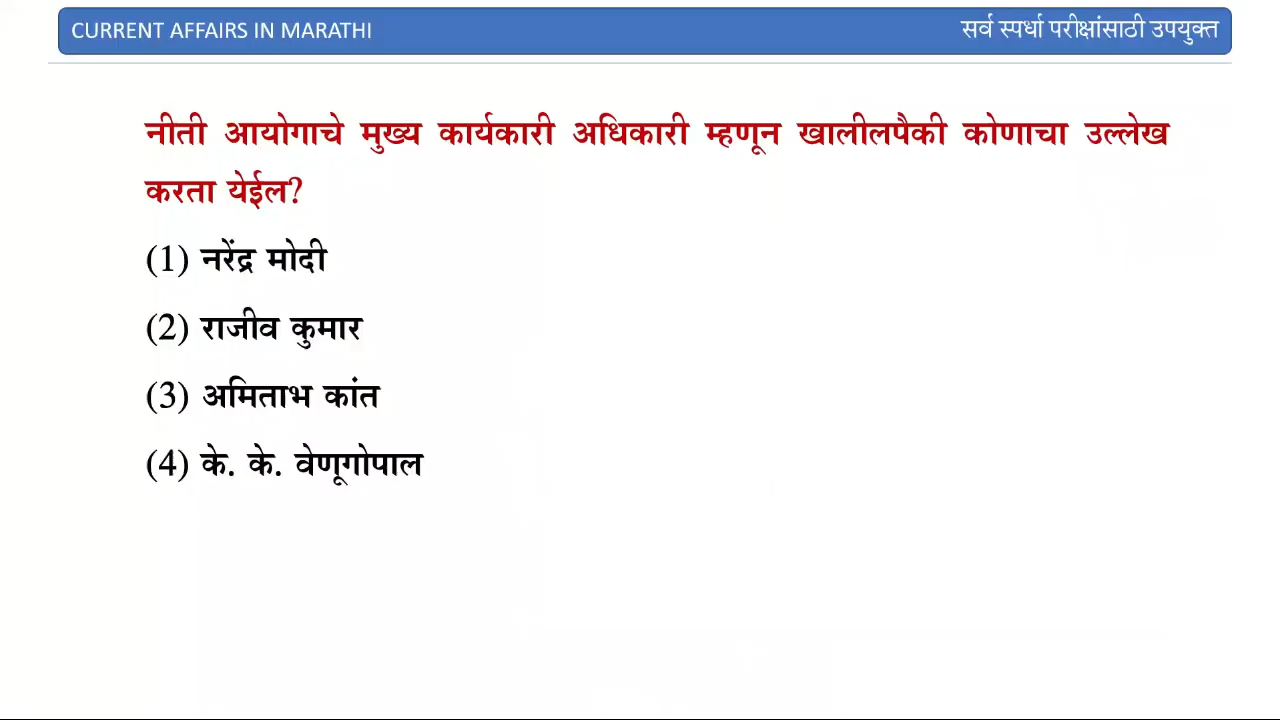 CURRENT AFFAIRS IN MARATHI
सर्व स्पर्धा परीक्षांसाठी उपयुक्त
नीती आयोगाचे मुख्य कार्यकारी अधिकारी म्हणून खालीलपैकी कोणाचा उल्लेख
करता येईल?
(1) नरेंद्र मोदी
(2) राजीव कुमार
(3) अमिताभ कांत
(4) के. के. वेणूगोपाल